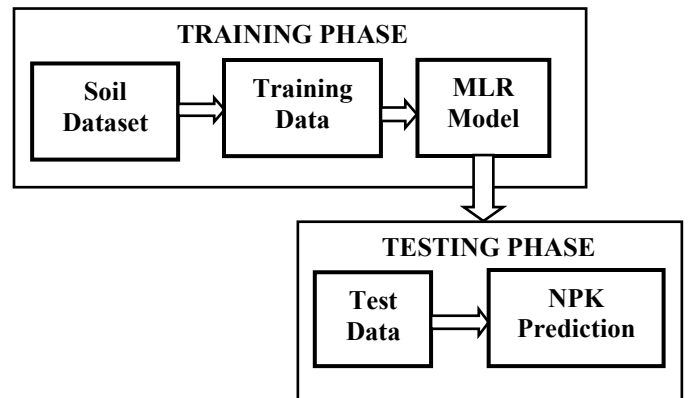 TRAINING PHASE
Soil
Dataset
Training
Data
MLR
Model
TESTING PHASE
Test
Data
NPK
Prediction